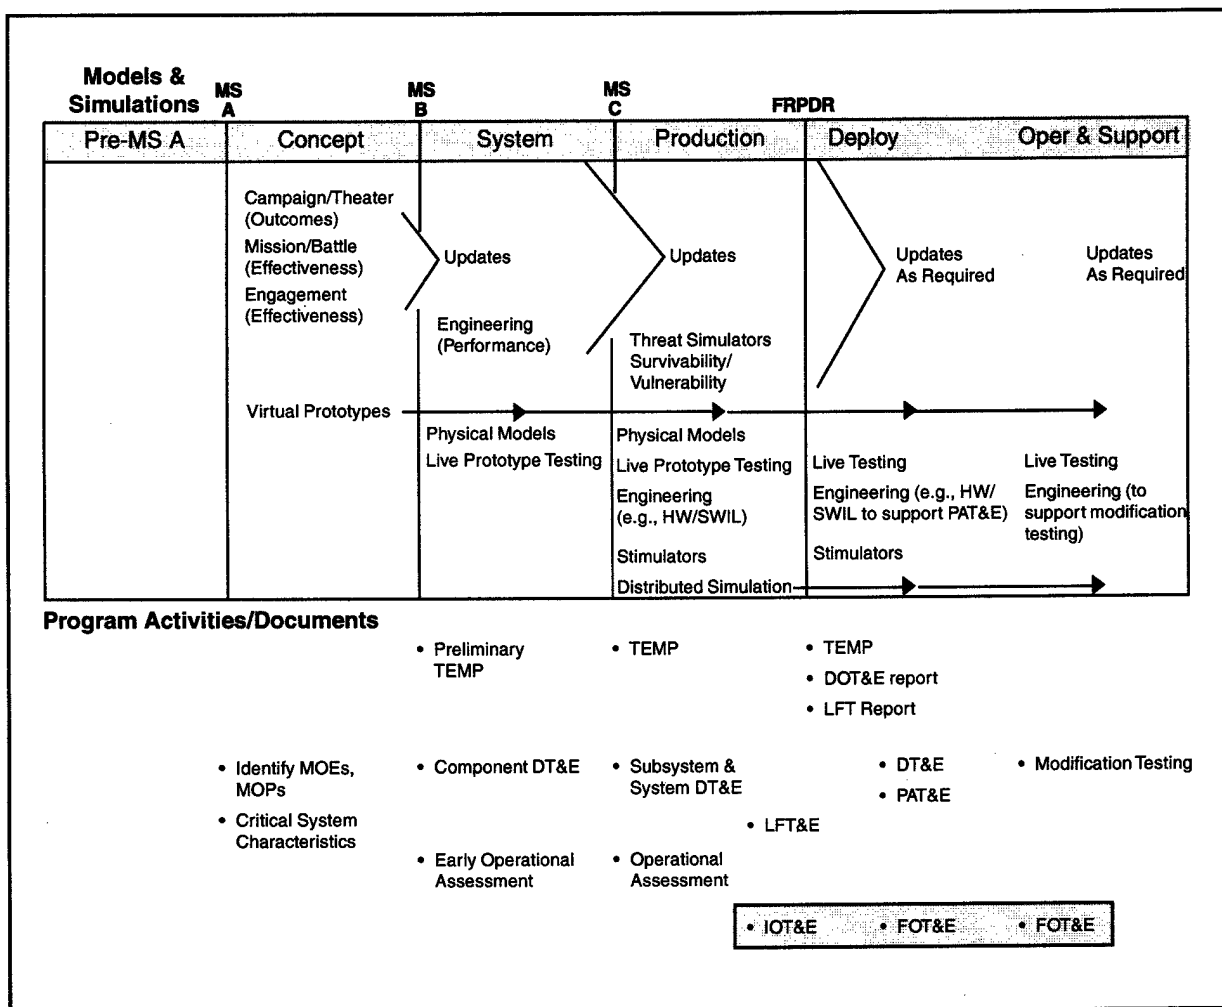 Models &
Simulations
MS
A
MS
B
MS
C
FRPDR
Pre-MS A
Concept
System
Production
Deploy
Oper & Support
Campaign/Theater
(Outcomes)
Mission/Battle
(Effectiveness)
Engagement
(Effectiveness)
Updates
Engineering
(Performance)
Updates
Threat Simulators
Survivability/
Vulnerability
Updates
As Required
Updates
As Required
Virtual Prototypes
Physical Models
Live Prototype Testing
Physical Models
Live Prototype Testing
Engineering
(e.g., HW/SWIL)
Stimulators
Distributed Simulation
Live Testing
Engineering (e.g., HW/
SWIL to support PAT&E)
Stimulators
Live Testing
Engineering (to
support modification
testing)
Program Activities/Documents
• Preliminary
TEMP
• TEMP
• TEMP
• DOT&E report
• LFT Report
• Identify MOEs,
MOPs
• Critical System
Characteristics
• Component DT&E
• Early Operational
Assessment
• Subsystem &
System DT&E
• LFT&E
• Operational
Assessment
• DT&E
• PAT&E
• Modification Testing
• IOT&E
• FOT&E
• FOT&E